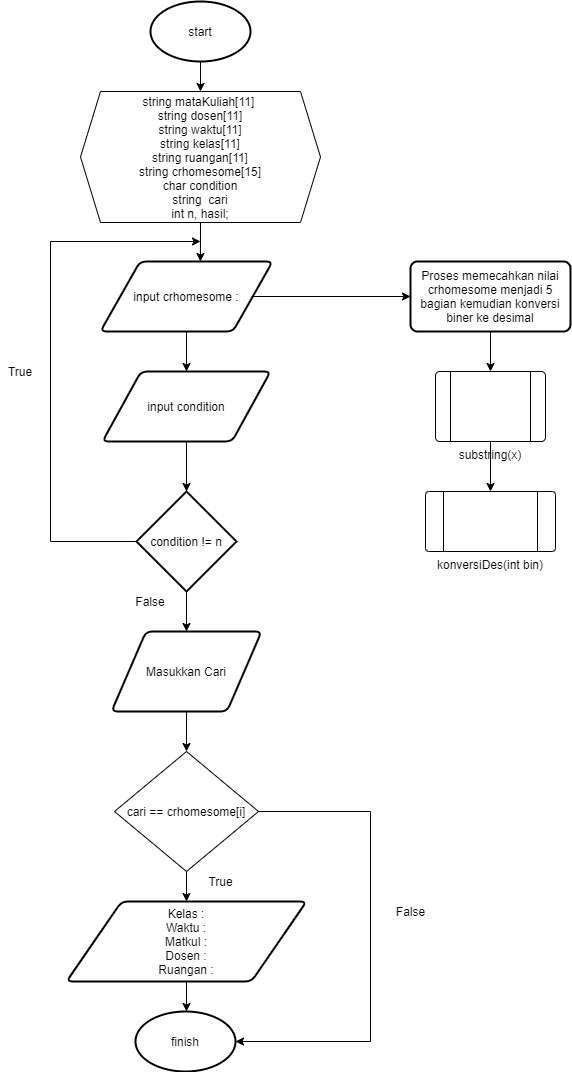 start
string mataKuliah[11]
string dosen[11]
string waktu[11]
string kelas[11]
string ruangan[11]
string crhomesome[15]
char condition
string cari
int n, hasil;
input crhomesome :
Proses memecahkan nilai
crhomesome menjadi 5
bagian kemudian konversi
biner ke desimal
True
input condition
substring(x)
condition != n
konversiDes(int bin)
False
Masukkan Cari
cari == crhomesome[i]
True
False
Kelas :
Waktu :
Matkul :
Dosen :
Ruangan :
finish